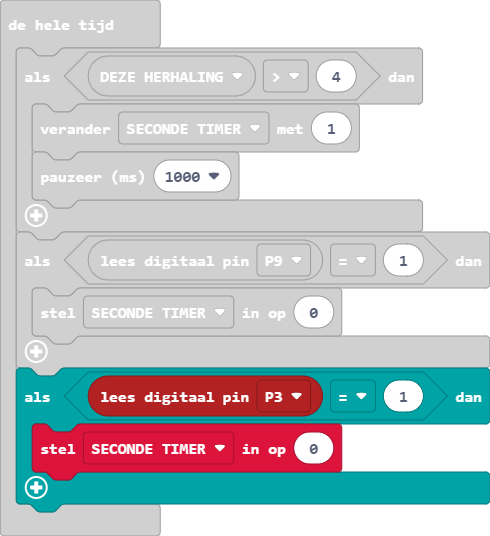 de hele tijd
als DEZE HERHALING > 4 dan
verander SECONDE TIMER met 1
pauzeer (ms) 1000
als lees digitaal pin P9 = 1 dan
stel SECONDE TIMER in op 0
als lees digitaal pin P3 = 1 dan
stel SECONDE TIMER in op 0